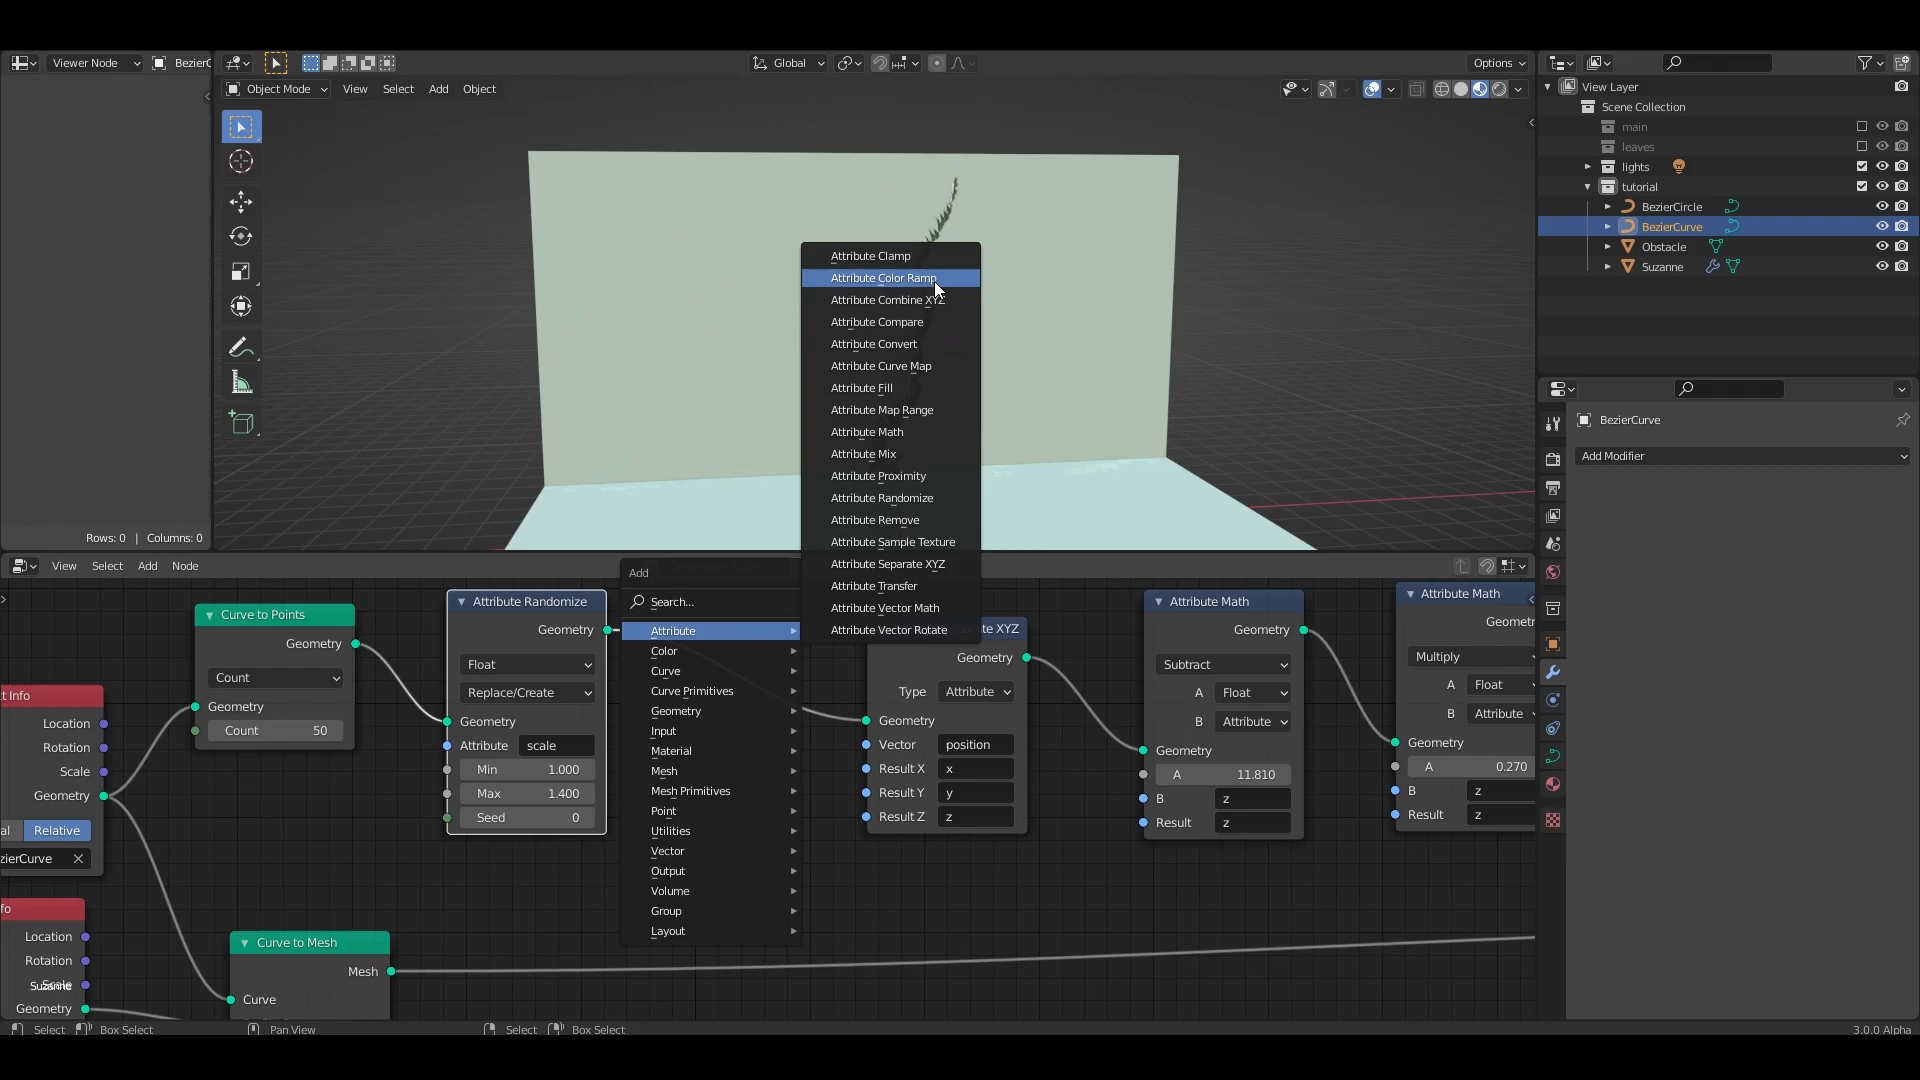 Viewer Node
BezierC
Global
Options
Object Mode
View
Select
Add
Object
Rows: 0 | Columns: 0
View Layer
Scene Collection
main
leaves
lights
tutorial
BezierCircle
BezierCurve
Obstacle
Suzanne
BezierCurve
Add Modifier
Attribute Clamp
Attribute Color Ramp
Attribute Combine XYZ
Attribute Compare
Attribute Convert
Attribute Curve Map
Attribute Fill
Attribute Map Range
Attribute Math
Attribute Mix
Attribute Proximity
Attribute Randomize
Attribute Remove
Attribute Sample Texture
Attribute Separate XYZ
Attribute Transfer
Attribute Vector Math
Attribute Vector Rotate
View
Select
Add
Node
Add
Search...
Attribute
Color
Curve
Curve Primitives
Geometry
Input
Material
Mesh
Mesh Primitives
Point
Utilities
Vector
Output
Volume
Group
Layout
t Info
Location
Rotation
Scale
Geometry
al
Relative
zierCurve
fo
Location
Rotation
Suzanne
Geometry
Curve to Points
Geometry
Count
Geometry
Count 50
Curve to Mesh
Mesh
Curve
Attribute Randomize
Geometry
Float
Replace/Create
Geometry
Attribute scale
Min 1.000
Max 1.400
Seed 0
te XYZ
Geometry
Type Attribute
Geometry
Vector position
Result X x
Result Y y
Result Z z
Attribute Math
Geometry
Subtract
A Float
B Attribute
Geometry
A 11.810
B z
Result z
Attribute Math
Geometr
Multiply
A Float
B Attribute
Geometry
A 0.270
B z
Result z
Select
Box Select
Pan View
Select
Box Select
3.0.0 Alpha